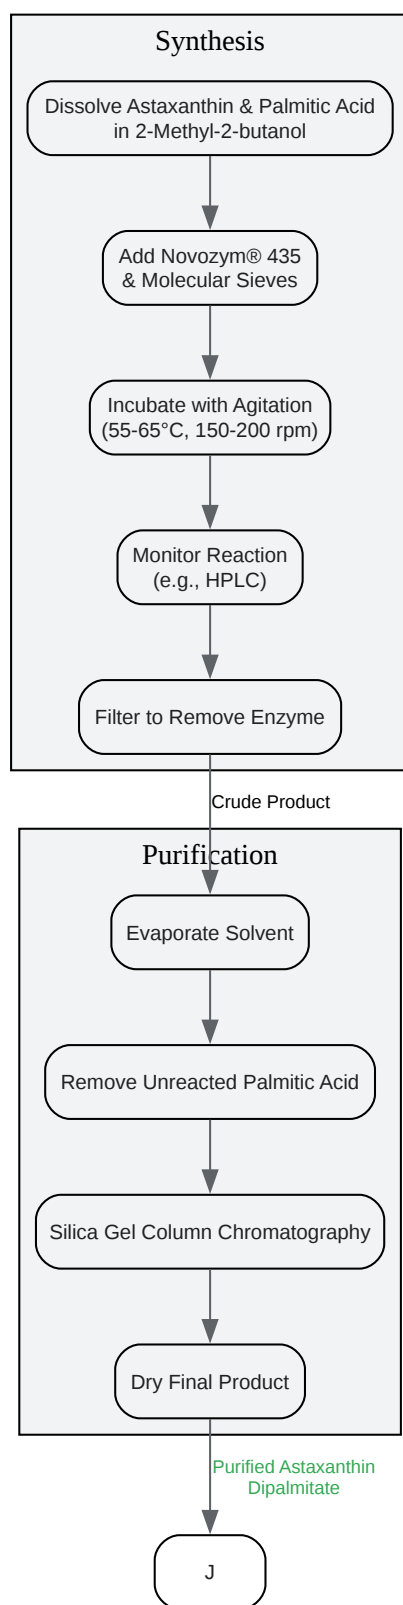 Synthesis
Dissolve Astaxanthin & Palmitic Acid
in 2-Methyl-2-butanol
Add Novozym® 435
& Molecular Sieves
Incubate with Agitation
(55-65°C, 150-200 rpm)
Monitor Reaction
(e.g., HPLC)
Filter to Remove Enzyme
Crude Product
Purification
Evaporate Solvent
Remove Unreacted Palmitic Acid
Silica Gel Column Chromatography
Dry Final Product
Purified Astaxanthin
Dipalmitate
J